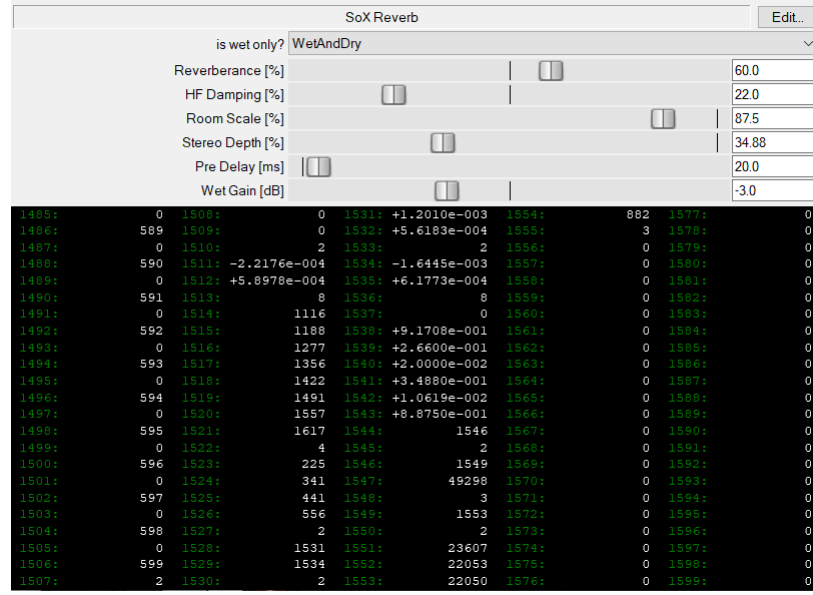 SoX Reverb Edit...
is wet only? WetAndDry
Reverberance [%] 60.0
HF Damping [%] 22.0
Room Scale [%] 87.5
Stereo Depth [%] 34.88
Pre Delay [ms] 20.0
Wet Gain [dB] -3.0
1485: 0 1508: 0 1531: +1.2010e-003 1554: 882 1577: 0
1486: 589 1509: 0 1532: +5.6183e-004 1555: 3 1578: 0
1487: 0 1510: 2 1533: 2 1556: 0 1579: 0
1488: 590 1511: -2.2176e-004 1534: -1.6445e-003 1557: 0 1580: 0
1489: 0 1512: +5.8978e-004 1535: +6.1773e-004 1558: 0 1581: 0
1490: 591 1513: 8 1536: 8 1559: 0 1582: 0
1491: 0 1514: 1116 1537: 0 1560: 0 1583: 0
1492: 592 1515: 1188 1538: +9.1708e-001 1561: 0 1584: 0
1493: 0 1516: 1277 1539: +2.6600e-001 1562: 0 1585: 0
1494: 593 1517: 1356 1540: +2.0000e-002 1563: 0 1586: 0
1495: 0 1518: 1422 1541: +3.4880e-001 1564: 0 1587: 0
1496: 594 1519: 1491 1542: +1.0619e-002 1565: 0 1588: 0
1497: 0 1520: 1557 1543: +8.8750e-001 1566: 0 1589: 0
1498: 595 1521: 1617 1544: 1546 1567: 0 1590: 0
1499: 0 1522: 4 1545: 2 1568: 0 1591: 0
1500: 596 1523: 225 1546: 1549 1569: 0 1592: 0
1501: 0 1524: 341 1547: 49298 1570: 0 1593: 0
1502: 597 1525: 441 1548: 3 1571: 0 1594: 0
1503: 0 1526: 556 1549: 1553 1572: 0 1595: 0
1504: 598 1527: 2 1550: 2 1573: 0 1596: 0
1505: 0 1528: 1531 1551: 23607 1574: 0 1597: 0
1506: 599 1529: 1534 1552: 22053 1575: 0 1598: 0
1507: 2 1530: 2 1553: 22050 1576: 0 1599: 0